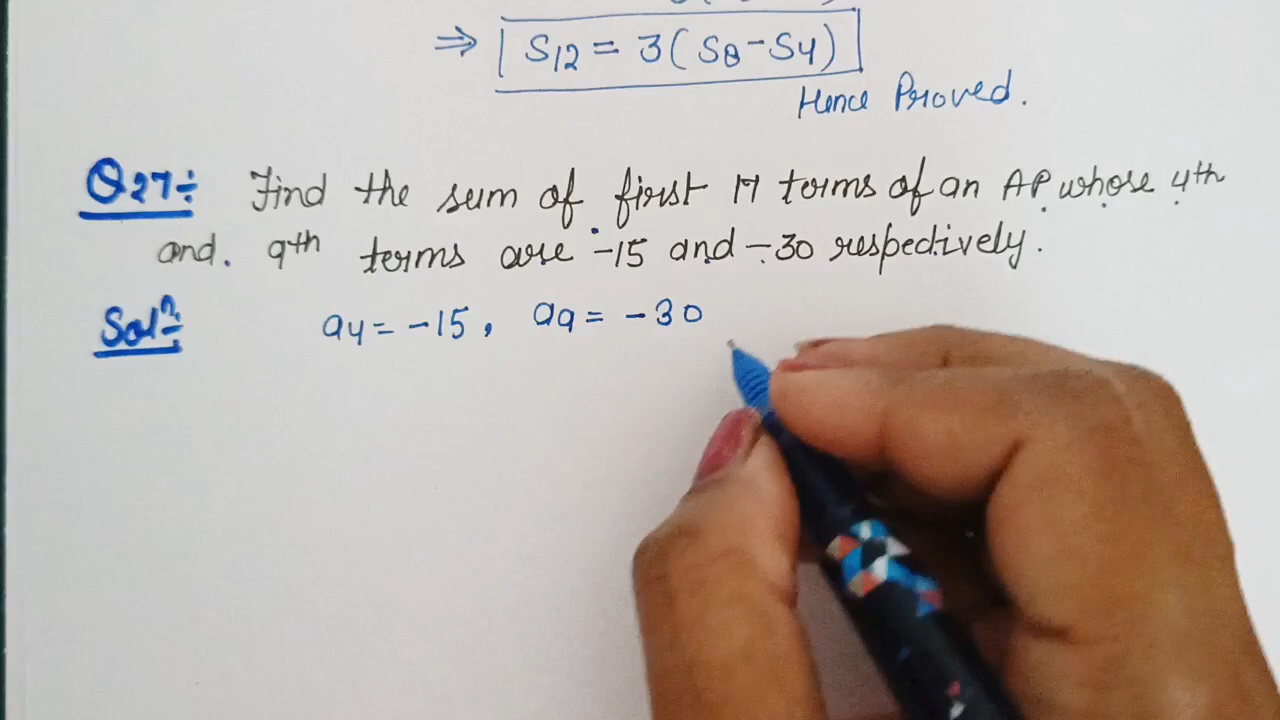 ⇒ S12 = 3(S8-S4)
Hence Proved.
Q27÷ Find the sum of first 17 terms of an AP whose 4th
and. 9th terms are -15 and -30 respectively.
Solⁿ÷ a4 = -15, a9 = -30